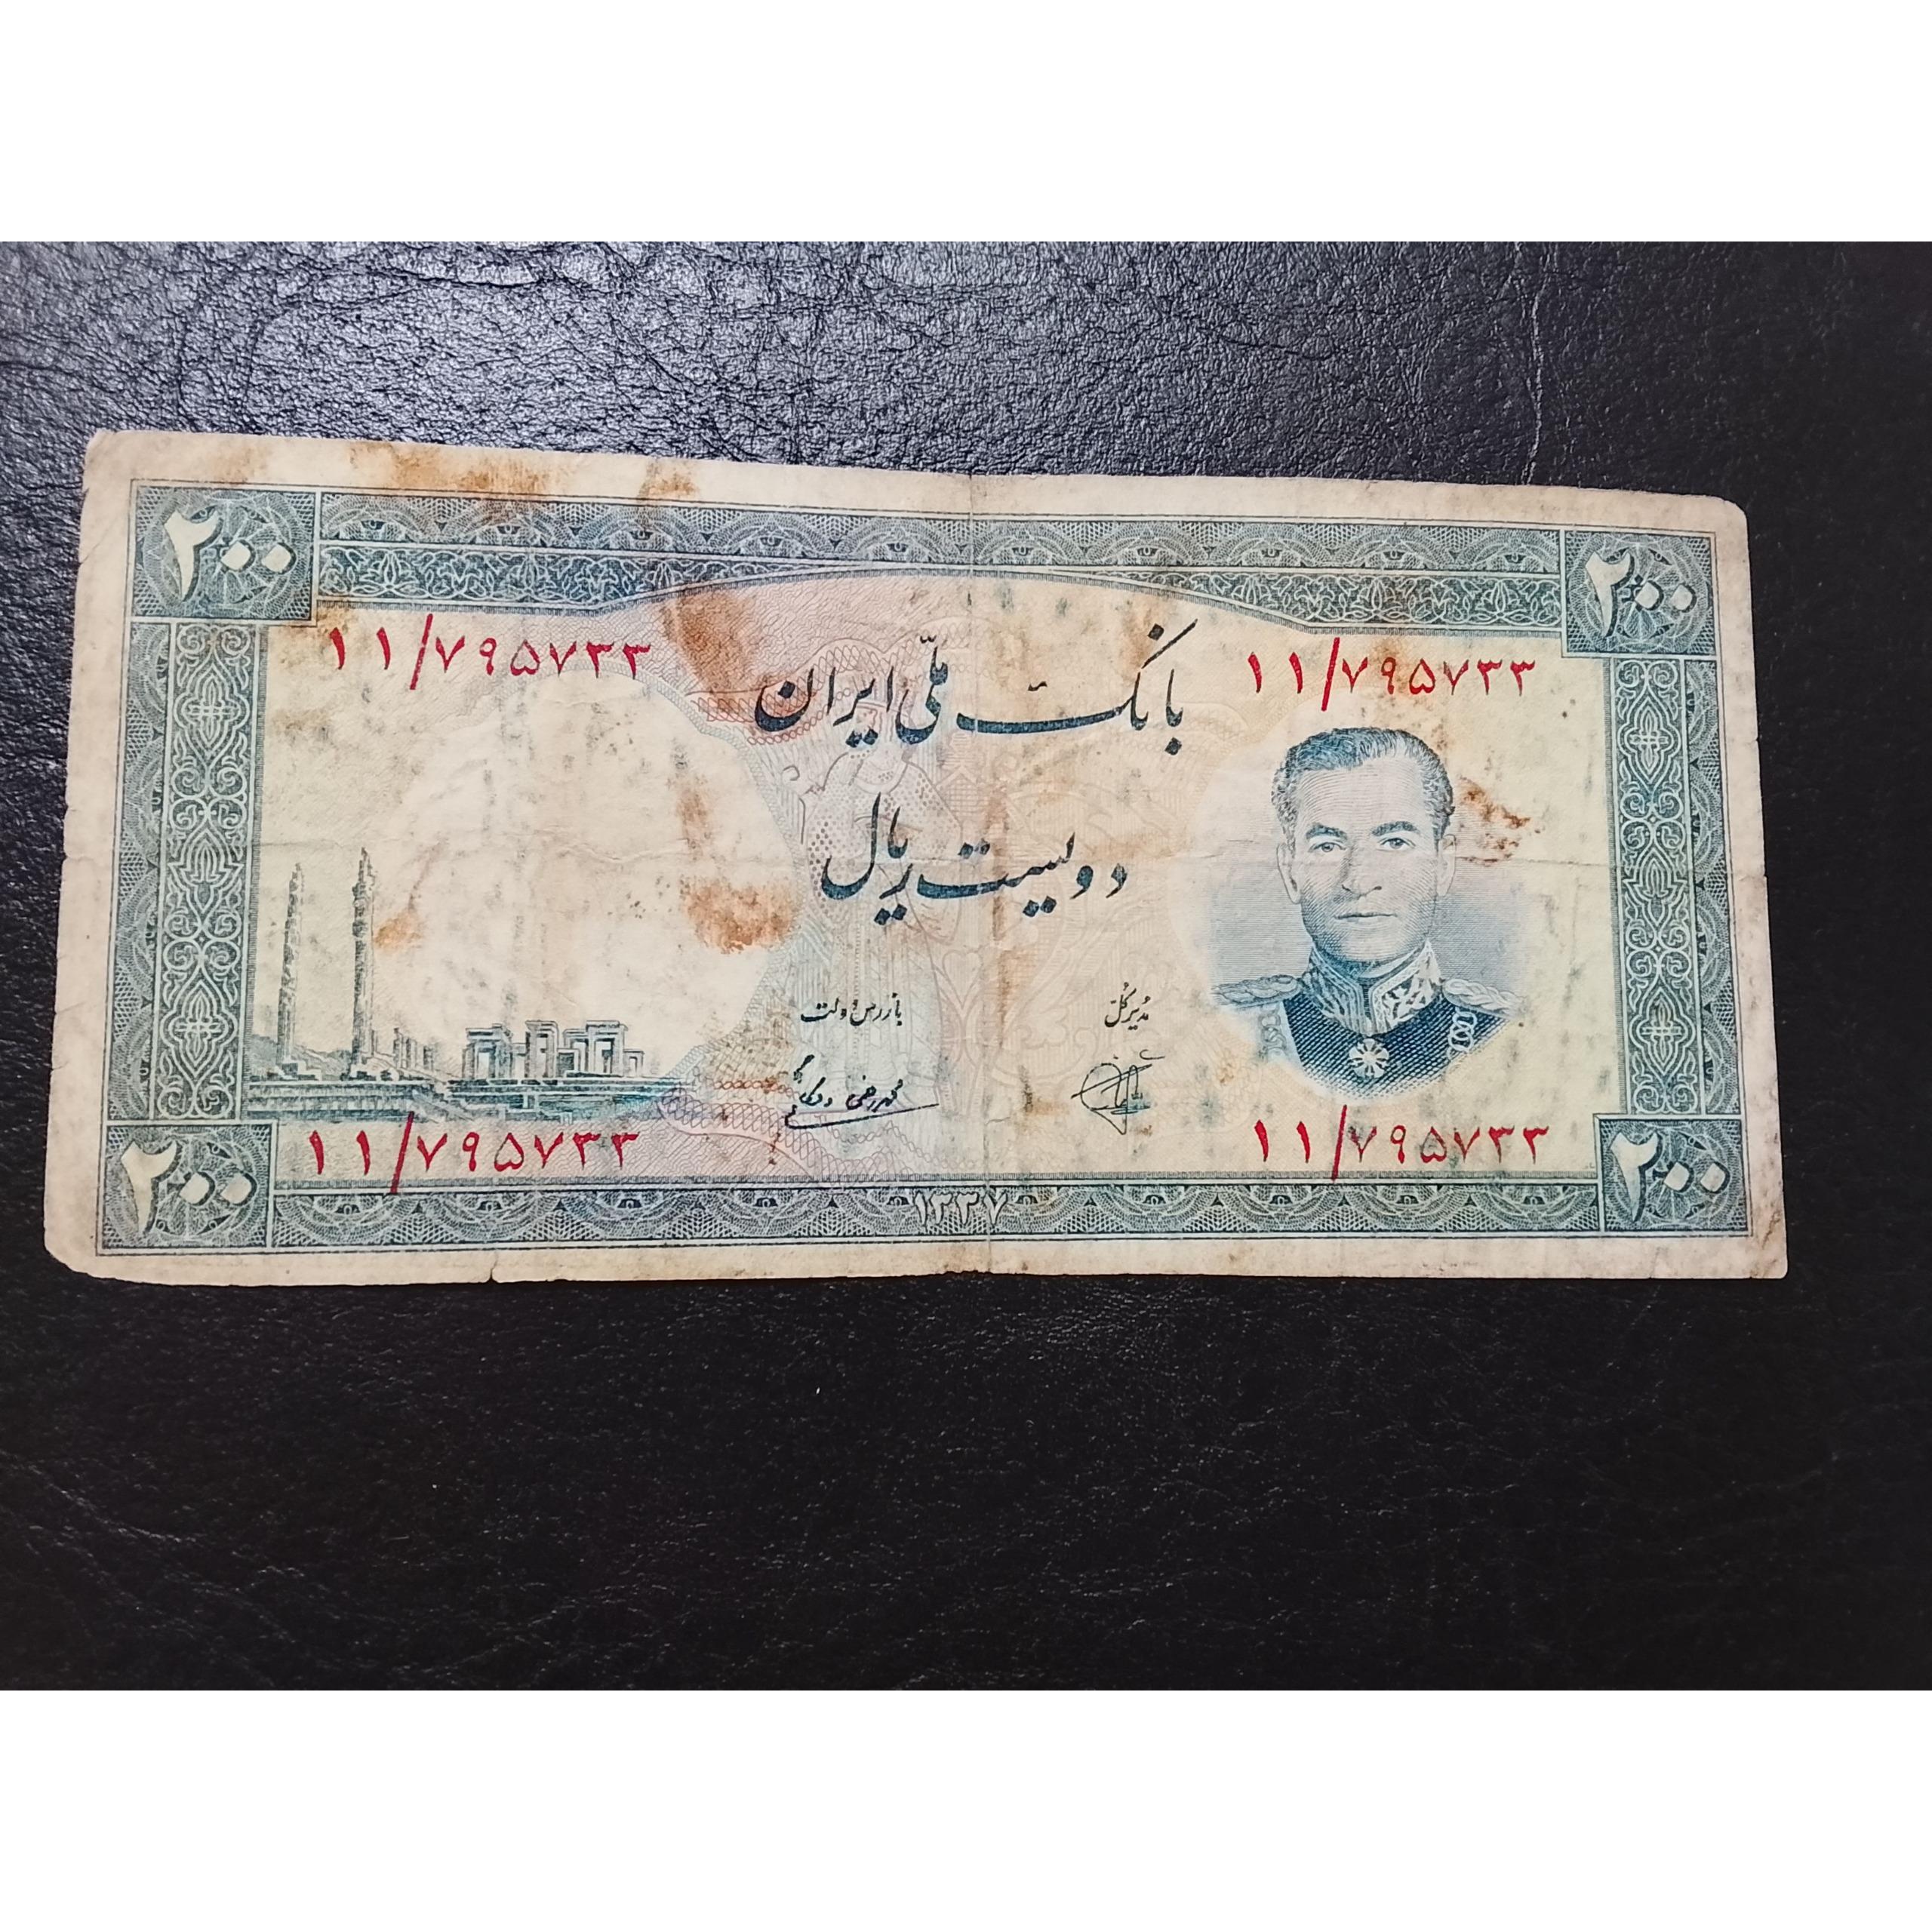 ۲۰۰ ۲۰۰
۱۱/۷۹۵۷۳۳ ۱۱/۷۹۵۷۳۳
بانک ملّی ایران
دویست ریال
مدیر کل بازرس دولت
۱۱/۷۹۵۷۳۳ ۱۱/۷۹۵۷۳۳
۲۰۰ ۱۳۳۷ ۲۰۰